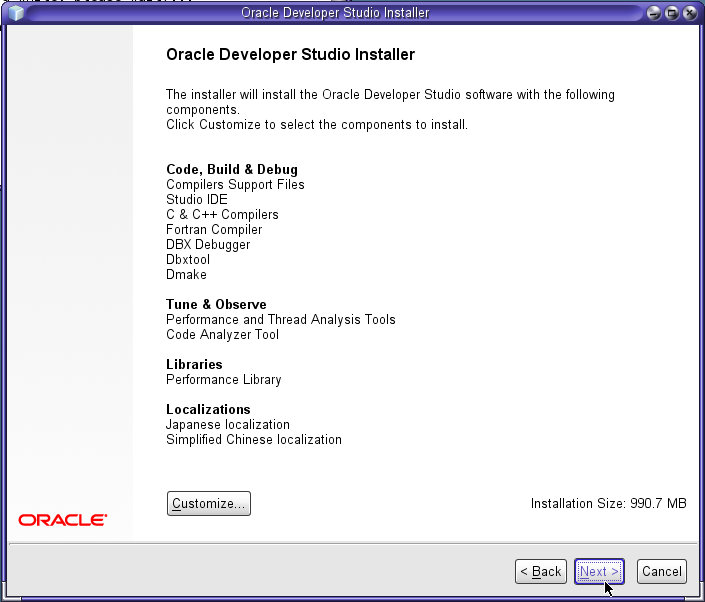 Oracle Developer Studio Installer
Oracle Developer Studio Installer
The installer will install the Oracle Developer Studio software with the following
components.
Click Customize to select the components to install.
Code, Build & Debug
Compilers Support Files
Studio IDE
C & C++ Compilers
Fortran Compiler
DBX Debugger
Dbxtool
Dmake
Tune & Observe
Performance and Thread Analysis Tools
Code Analyzer Tool
Libraries
Performance Library
Localizations
Japanese localization
Simplified Chinese localization
Customize...
Installation Size: 990.7 MB
ORACLE
< Back
Next >
Cancel